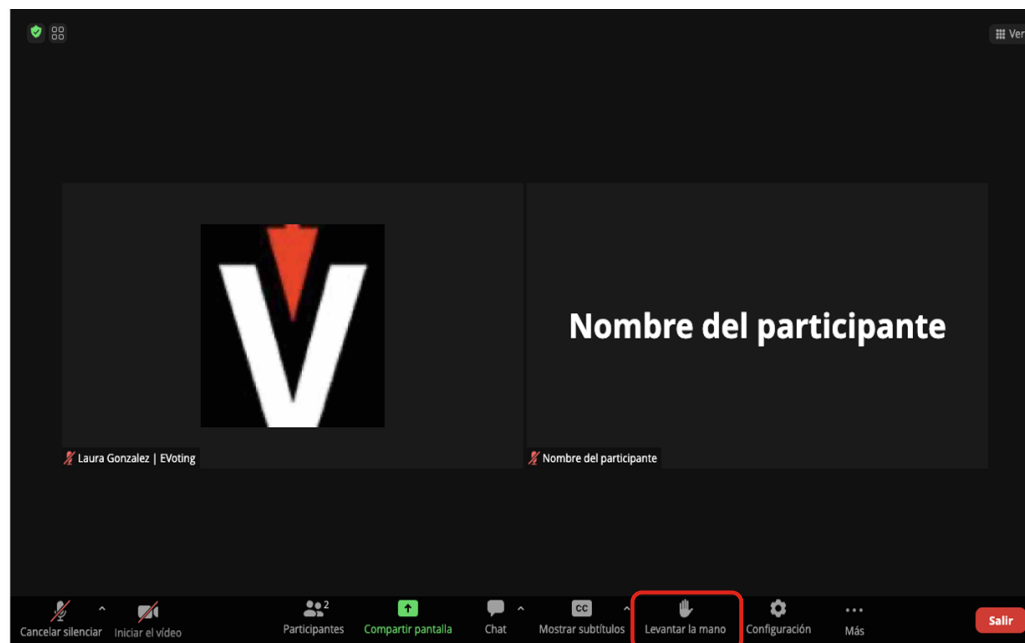 Ver
V
Nombre del participante
Laura Gonzalez | EVoting
Nombre del participante
2
CC
Cancelar silenciar
Iniciar el vídeo
Participantes
Compartir pantalla
Chat
Mostrar subtítulos
Levantar la mano
Configuración
Más
Salir